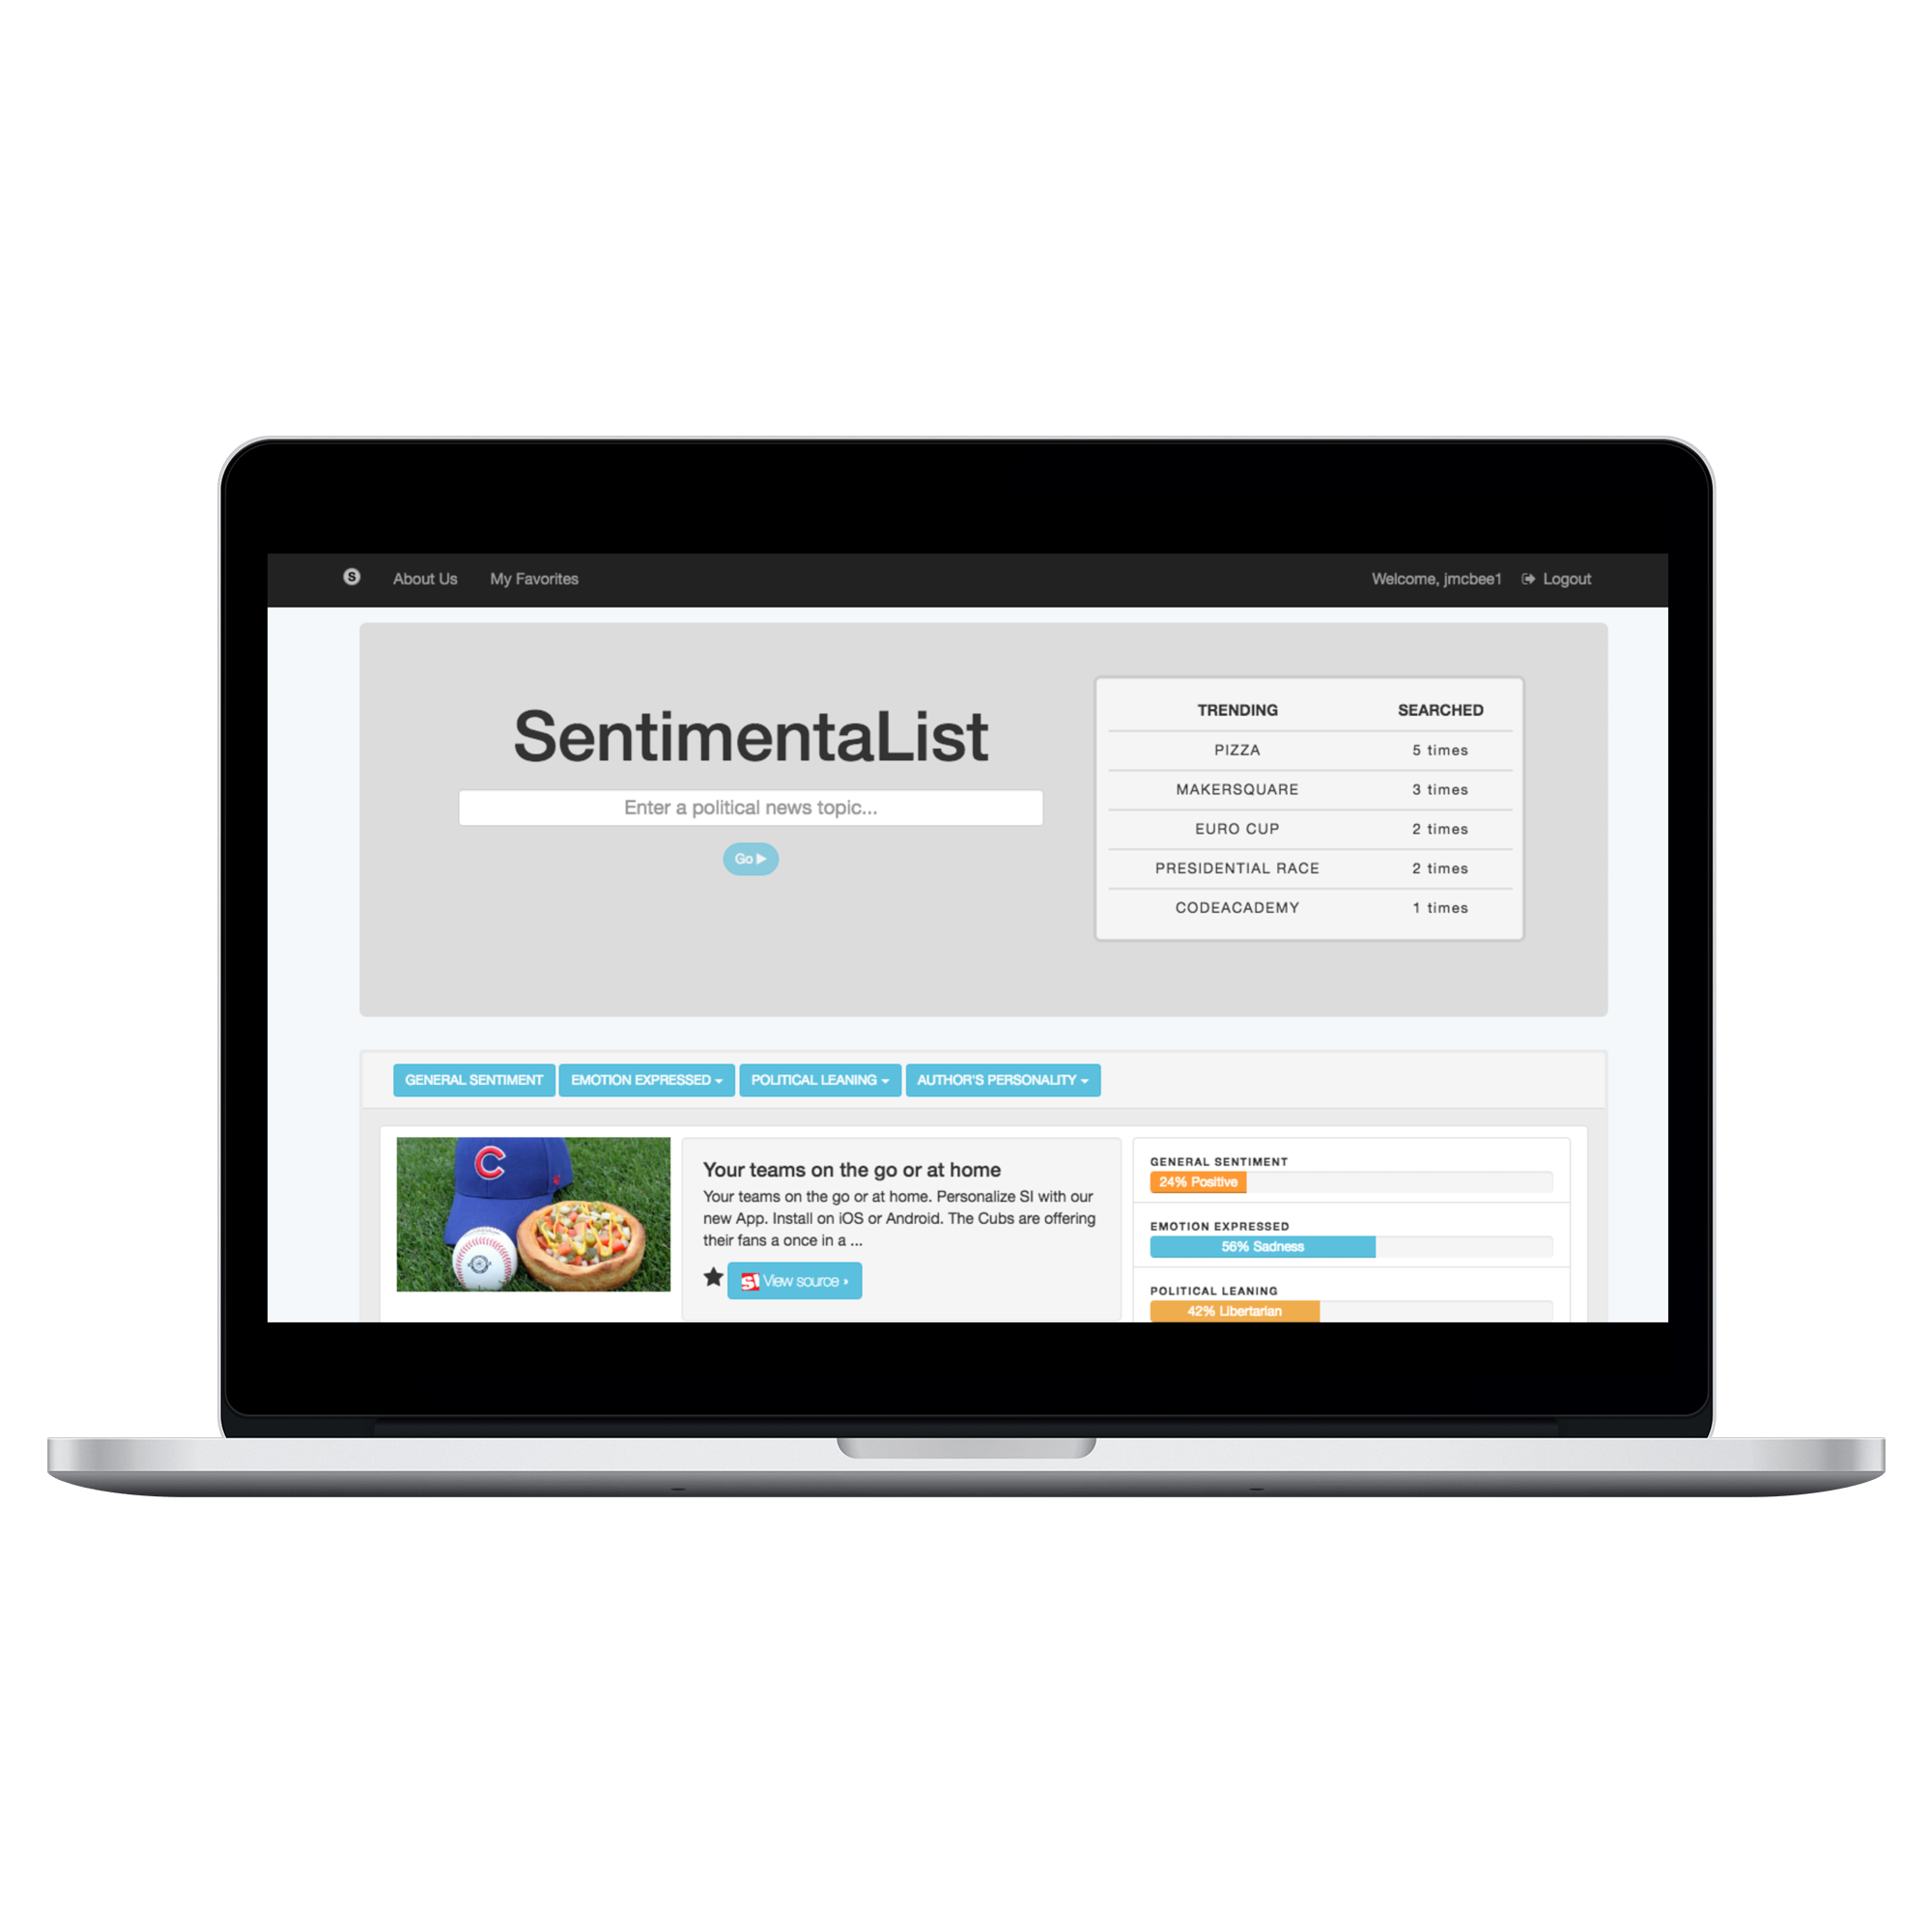 S About Us My Favorites Welcome, jmcbee1 Logout
SentimentaList
Enter a political news topic...
Go
TRENDING SEARCHED
PIZZA 5 times
MAKERSQUARE 3 times
EURO CUP 2 times
PRESIDENTIAL RACE 2 times
CODEACADEMY 1 times
GENERAL SENTIMENT EMOTION EXPRESSED POLITICAL LEANING AUTHOR'S PERSONALITY
C
Your teams on the go or at home
Your teams on the go or at home. Personalize SI with our
new App. Install on iOS or Android. The Cubs are offering
their fans a once in a ...
SI View source ›
GENERAL SENTIMENT
24% Positive
EMOTION EXPRESSED
56% Sadness
POLITICAL LEANING
42% Libertarian